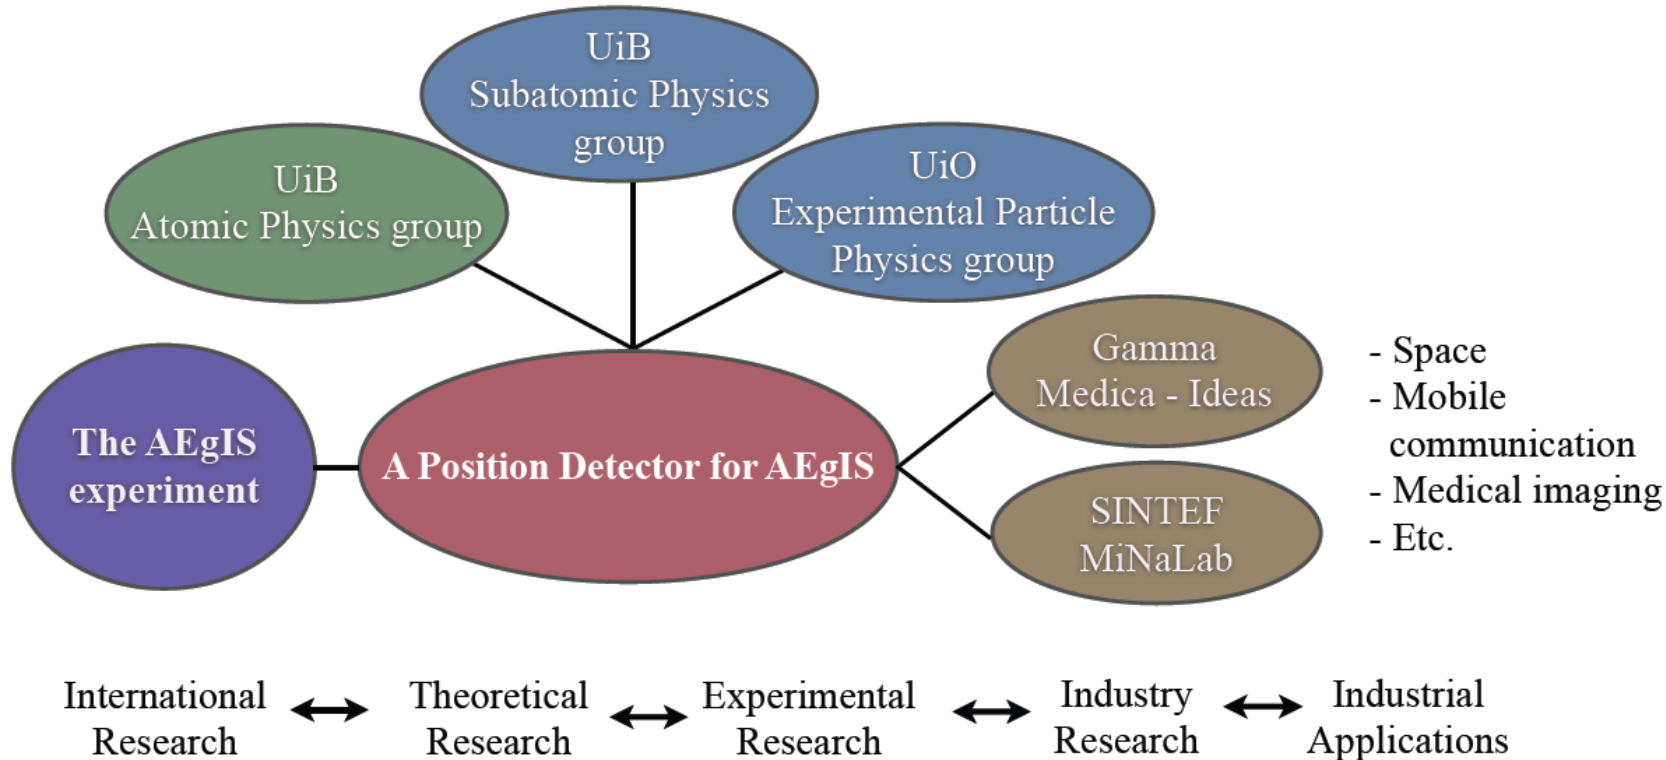 UiB
Subatomic Physics
group
UiB
Atomic Physics group
UiO
Experimental Particle
Physics group
The AEgIS
experiment
A Position Detector for AEgIS
Gamma
Medica - Ideas
SINTEF
MiNaLab
- Space
- Mobile
communication
- Medical imaging
- Etc.
International
Research
Theoretical
Research
Experimental
Research
Industry
Research
Industrial
Applications